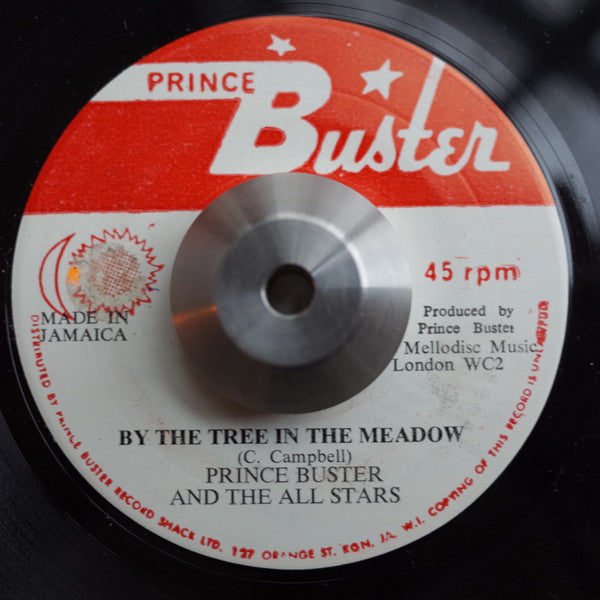 PRINCE
Buster
45 rpm
MADE IN
JAMAICA
Produced by
Prince Buster
Mellodisc Music
London WC2
BY THE TREE IN THE MEADOW
(C. Campbell)
PRINCE BUSTER
AND THE ALL STARS
DISTRIBUTED BY PRINCE BUSTER RECORD SHACK LTD. 127 ORANGE ST. KGN, JA. W.I. COPYING OF THIS RECORD IS